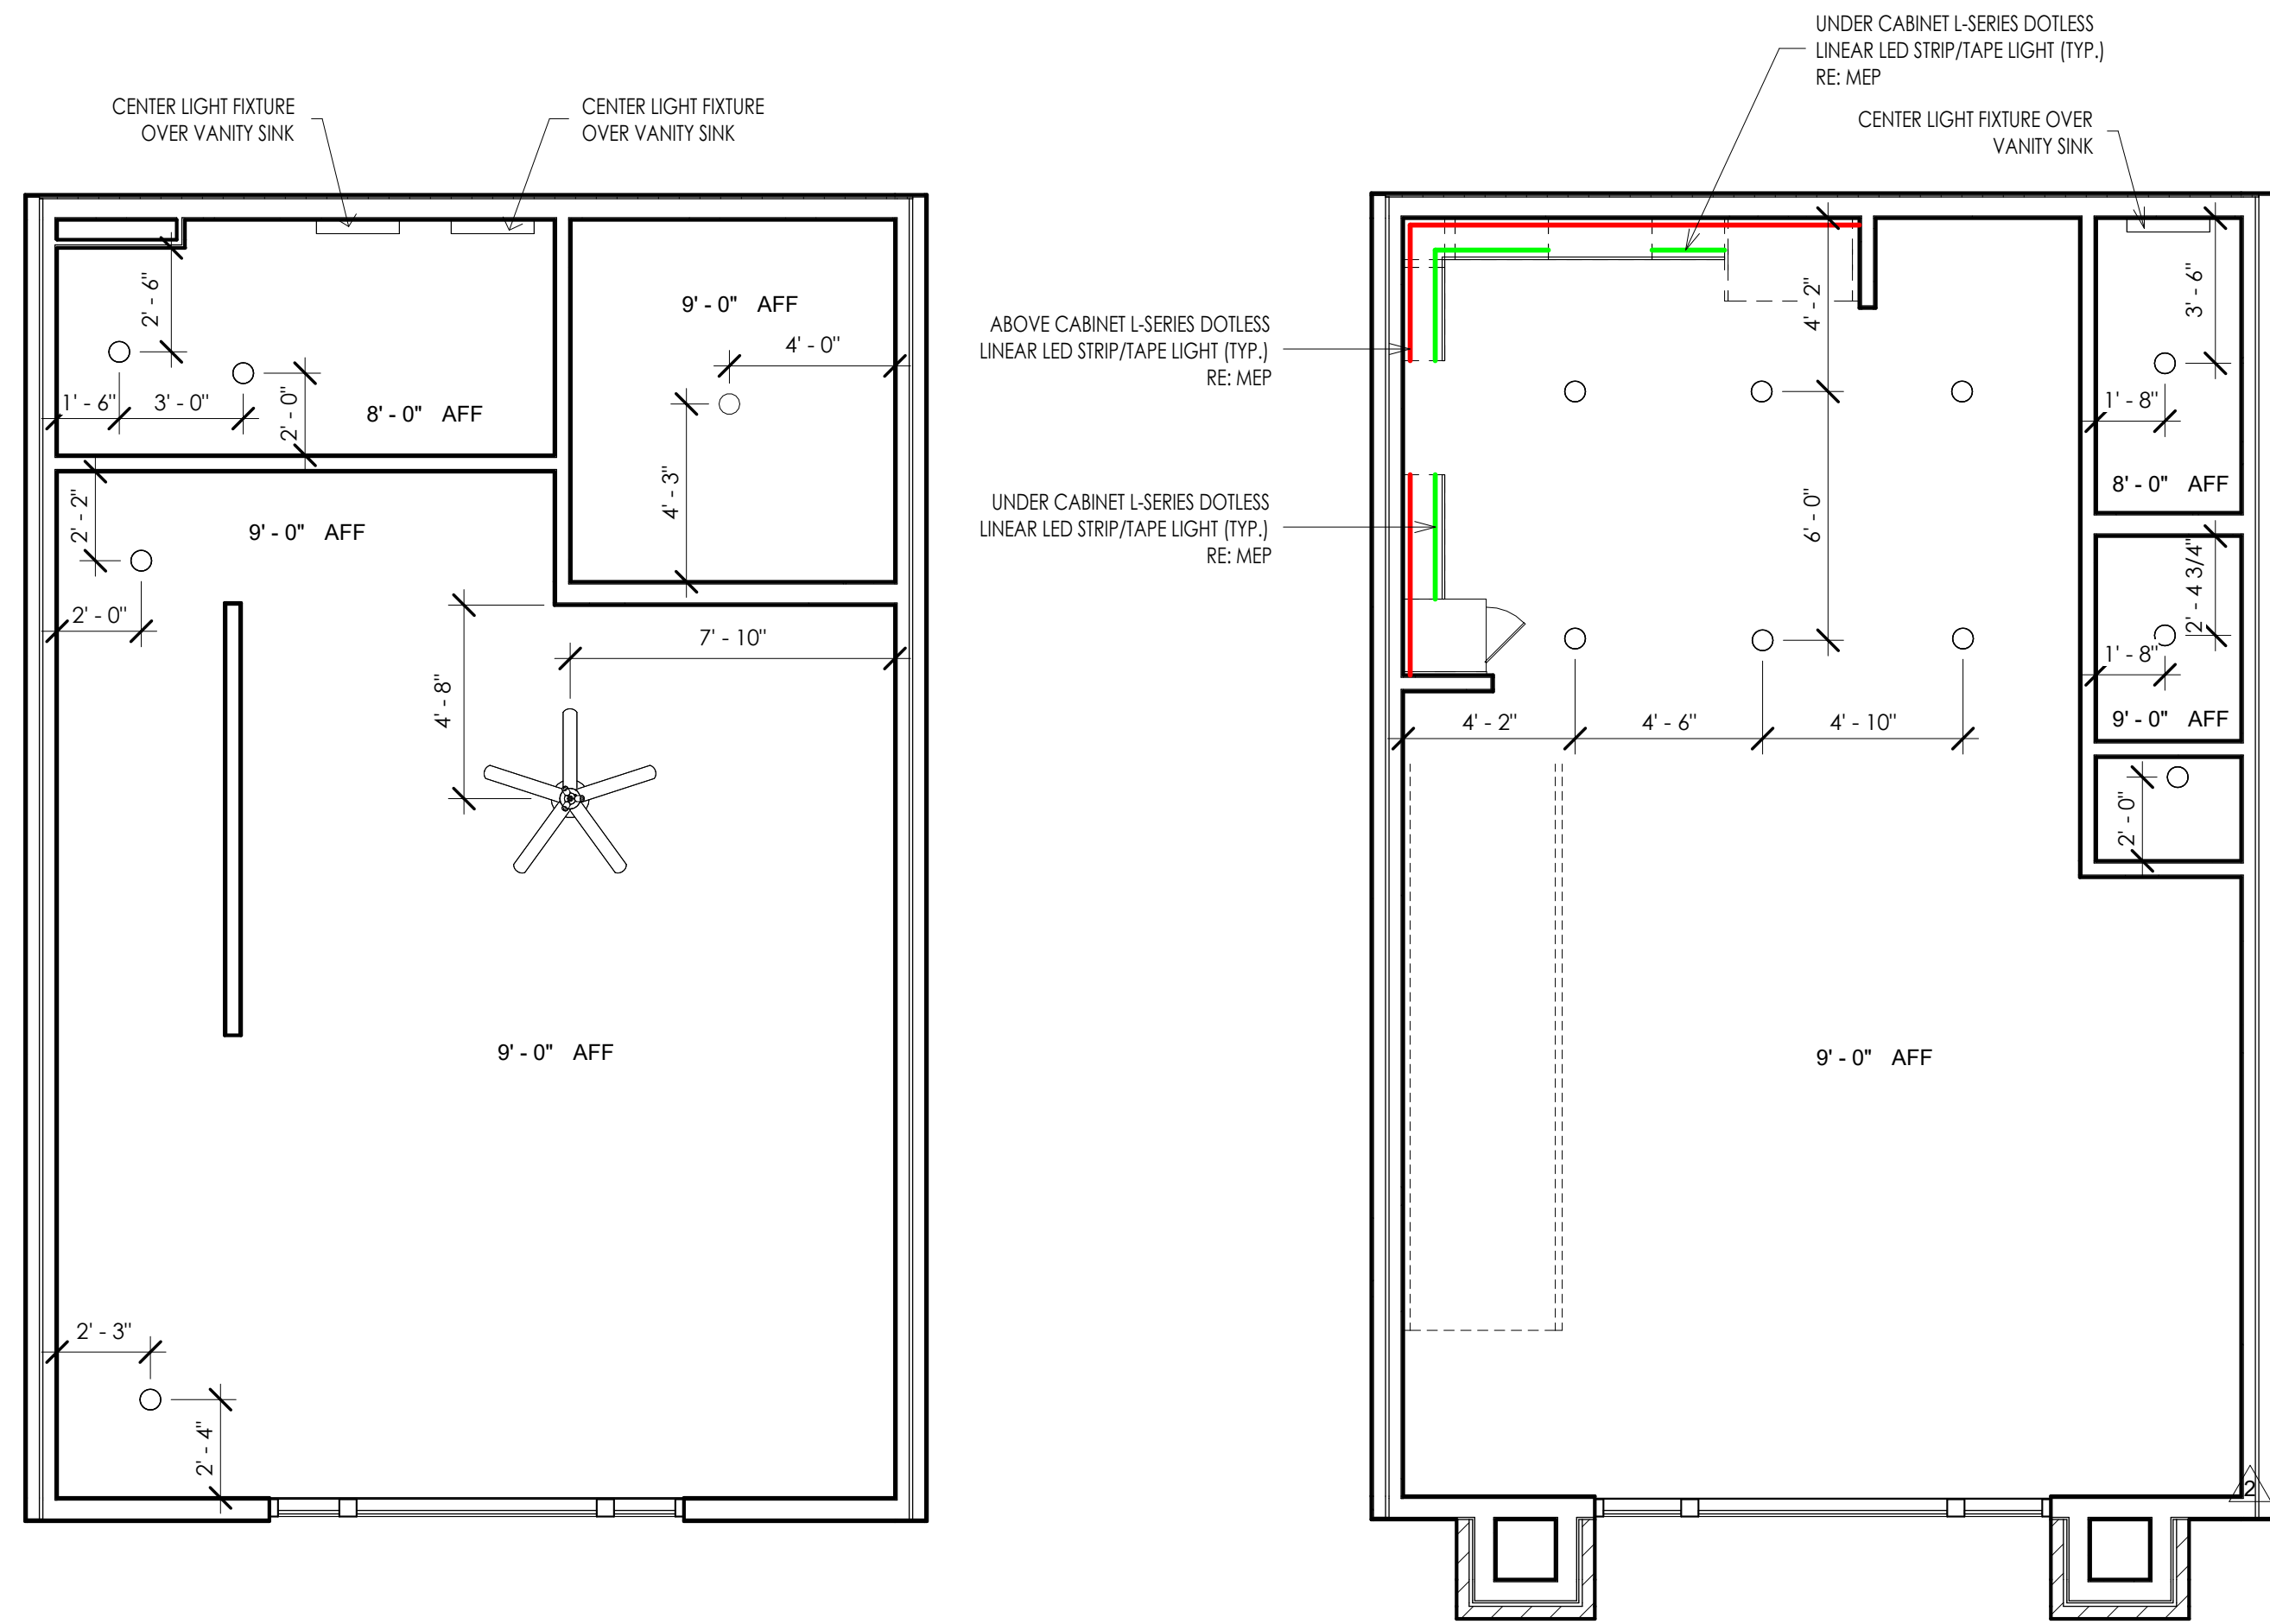 UNDER CABINET L-SERIES DOTLESS
LINEAR LED STRIP/TAPE LIGHT (TYP.)
RE: MEP
CENTER LIGHT FIXTURE
OVER VANITY SINK
CENTER LIGHT FIXTURE
OVER VANITY SINK
CENTER LIGHT FIXTURE OVER
VANITY SINK
2' - 6"
9' - 0" AFF
4' - 0"
1' - 6"
3' - 0"
2' - 0"
8' - 0" AFF
4' - 3"
2' - 2"
9' - 0" AFF
2' - 0"
7' - 10"
4' - 8"
9' - 0" AFF
2' - 3"
2' - 4"
ABOVE CABINET L-SERIES DOTLESS
LINEAR LED STRIP/TAPE LIGHT (TYP.)
RE: MEP
UNDER CABINET L-SERIES DOTLESS
LINEAR LED STRIP/TAPE LIGHT (TYP.)
RE: MEP
4' - 2"
3' - 6"
1' - 8"
8' - 0" AFF
6' - 0"
2' - 4 3/4"
1' - 8"
9' - 0" AFF
4' - 2"
4' - 6"
4' - 10"
2' - 0"
9' - 0" AFF
2